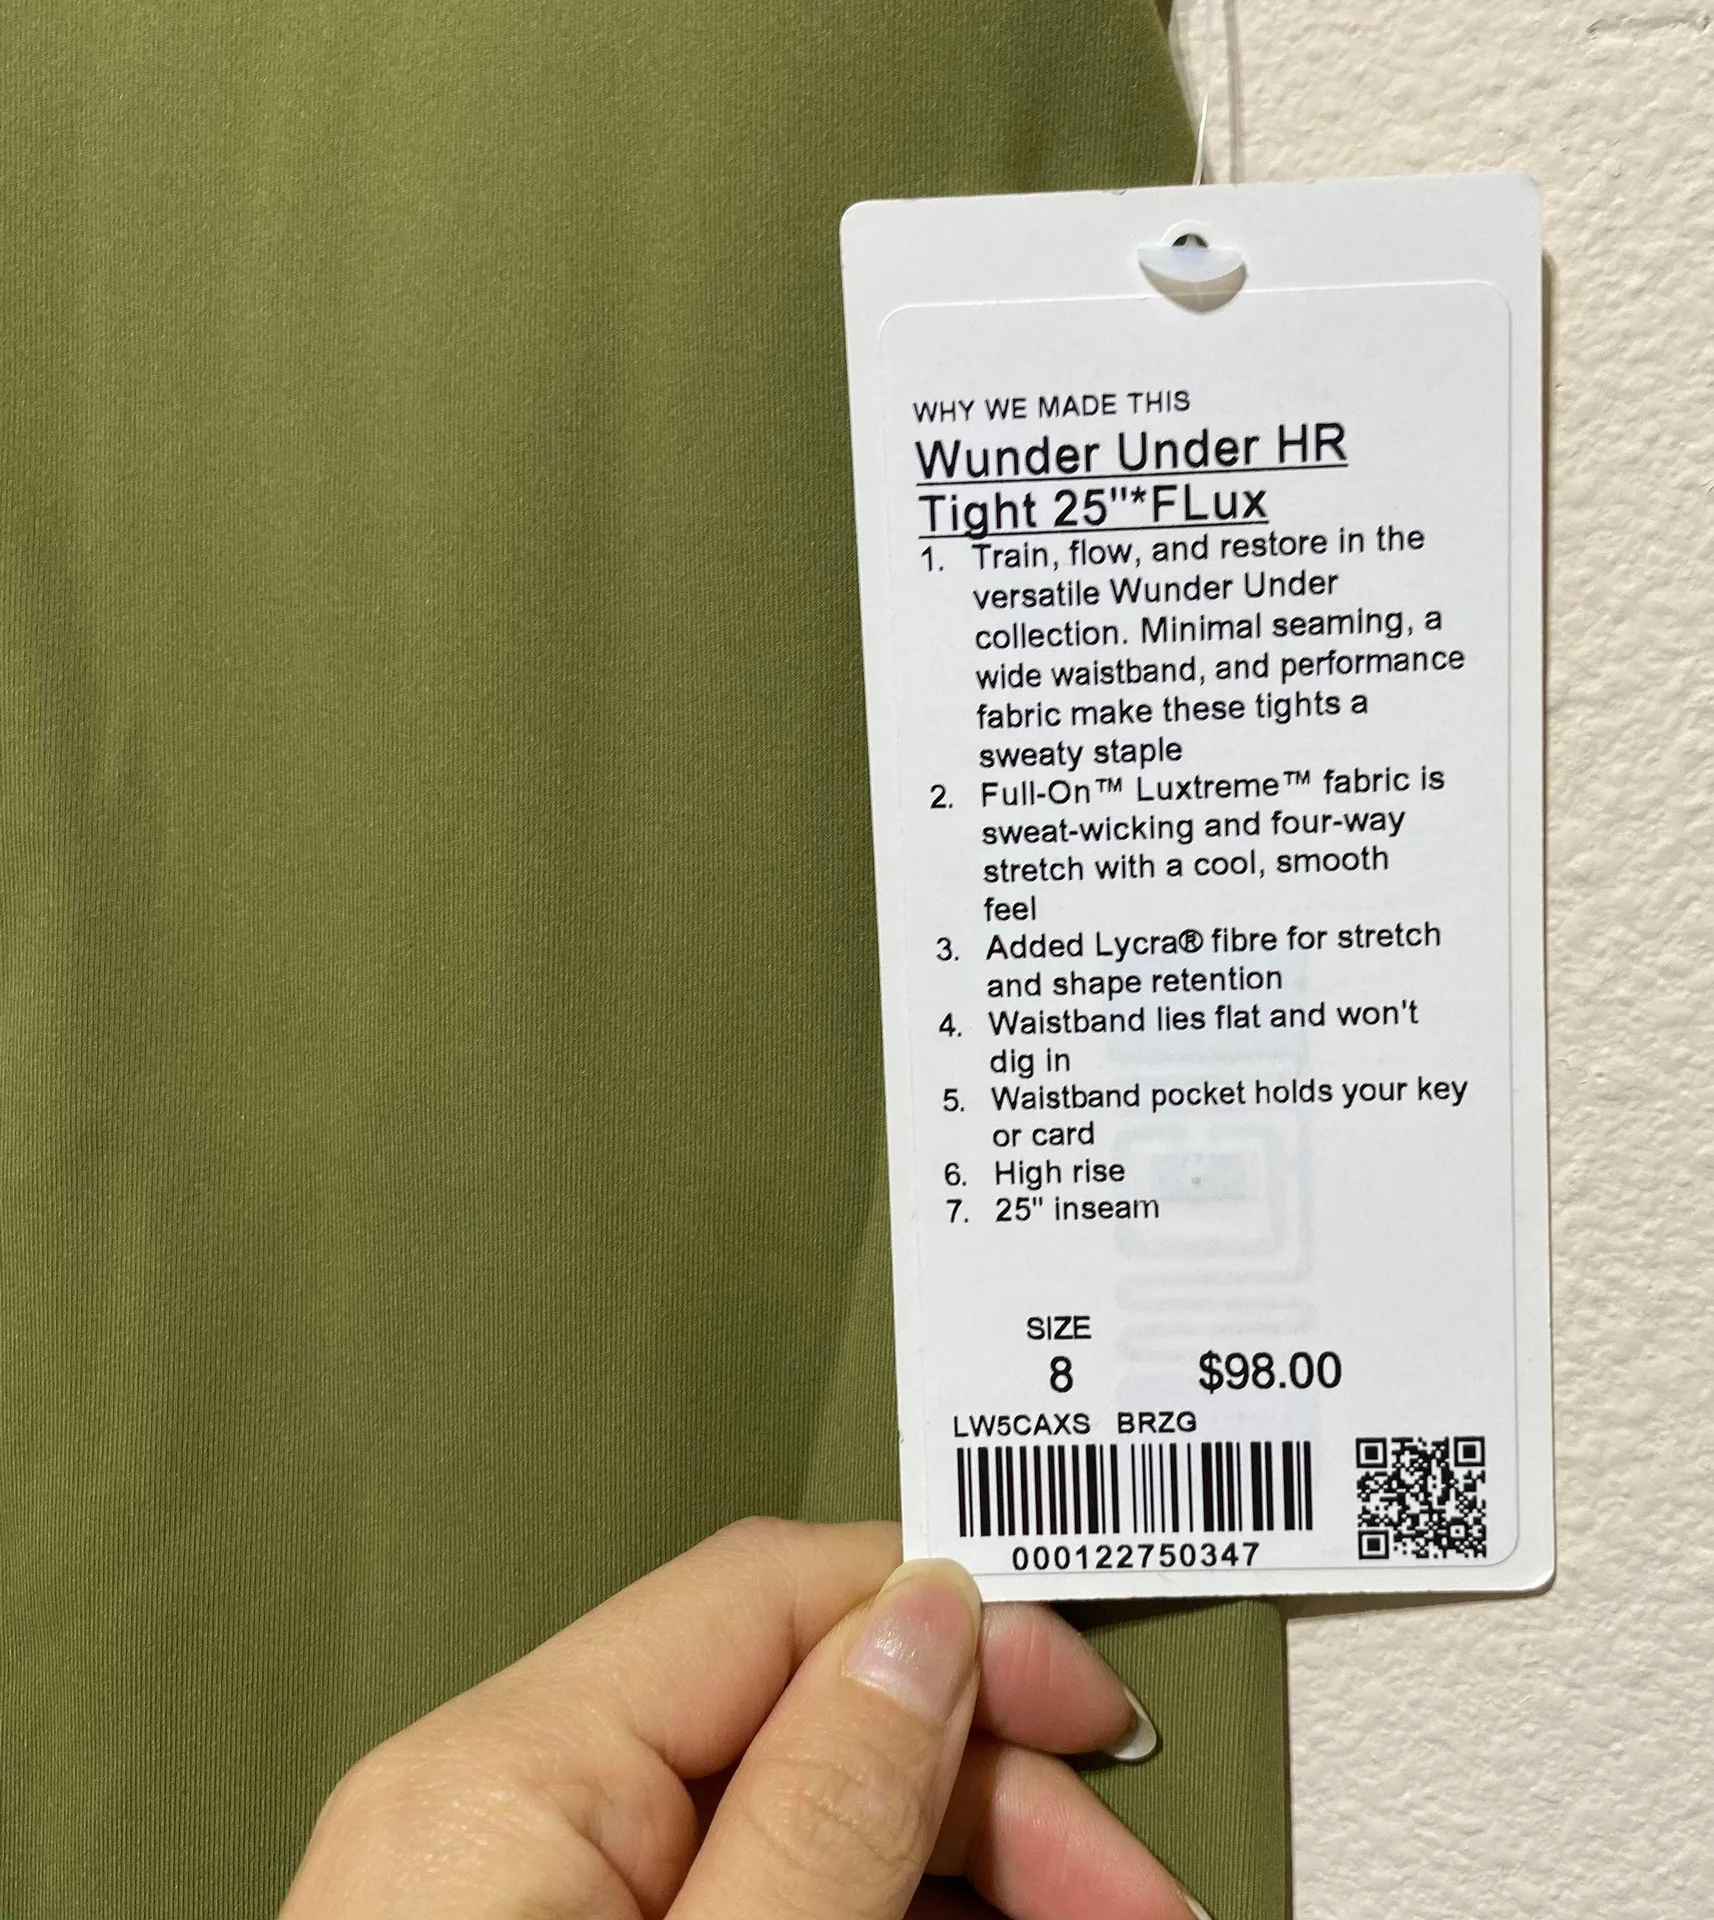 WHY WE MADE THIS
Wunder Under HR
Tight 25"*FLux
1. Train, flow, and restore in the
versatile Wunder Under
collection. Minimal seaming, a
wide waistband, and performance
fabric make these tights a
sweaty staple
2. Full-On™ Luxtreme™ fabric is
sweat-wicking and four-way
stretch with a cool, smooth
feel
3. Added Lycra® fibre for stretch
and shape retention
4. Waistband lies flat and won't
dig in
5. Waistband pocket holds your key
or card
6. High rise
7. 25" inseam
SIZE
8 $98.00
LW5CAXS BRZG
000122750347